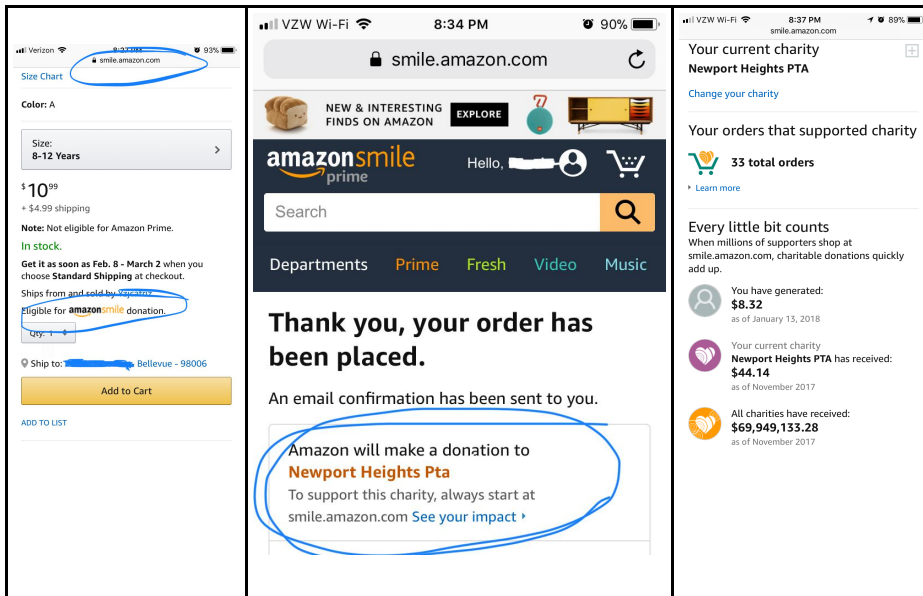 Verizon
93%
smile.amazon.com
Size Chart
Color: A
Size:
8-12 Years
$10 99
+ $4.99 shipping
Note: Not eligible for Amazon Prime.
In stock.
Get it as soon as Feb. 8 - March 2 when you
choose Standard Shipping at checkout.
Ships from and sold by
Eligible for amazonsmile donation.
Qty: 1
Ship to: Bellevue - 98006
Add to Cart
ADD TO LIST
VZW Wi-Fi 8:34 PM 90%
smile.amazon.com
NEW & INTERESTING
FINDS ON AMAZON
EXPLORE
amazonsmile
prime
Hello,
Search
Departments Prime Fresh Video Music
Thank you, your order has
been placed.
An email confirmation has been sent to you.
Amazon will make a donation to
Newport Heights Pta
To support this charity, always start at
smile.amazon.com See your impact
VZW Wi-Fi 8:37 PM 89%
smile.amazon.com
Your current charity
Newport Heights PTA
Change your charity
Your orders that supported charity
33 total orders
Learn more
Every little bit counts
When millions of supporters shop at
smile.amazon.com, charitable donations quickly
add up.
You have generated:
$8.32
as of January 13, 2018
Your current charity
Newport Heights PTA has received:
$44.14
as of November 2017
All charities have received:
$69,949,133.28
as of November 2017